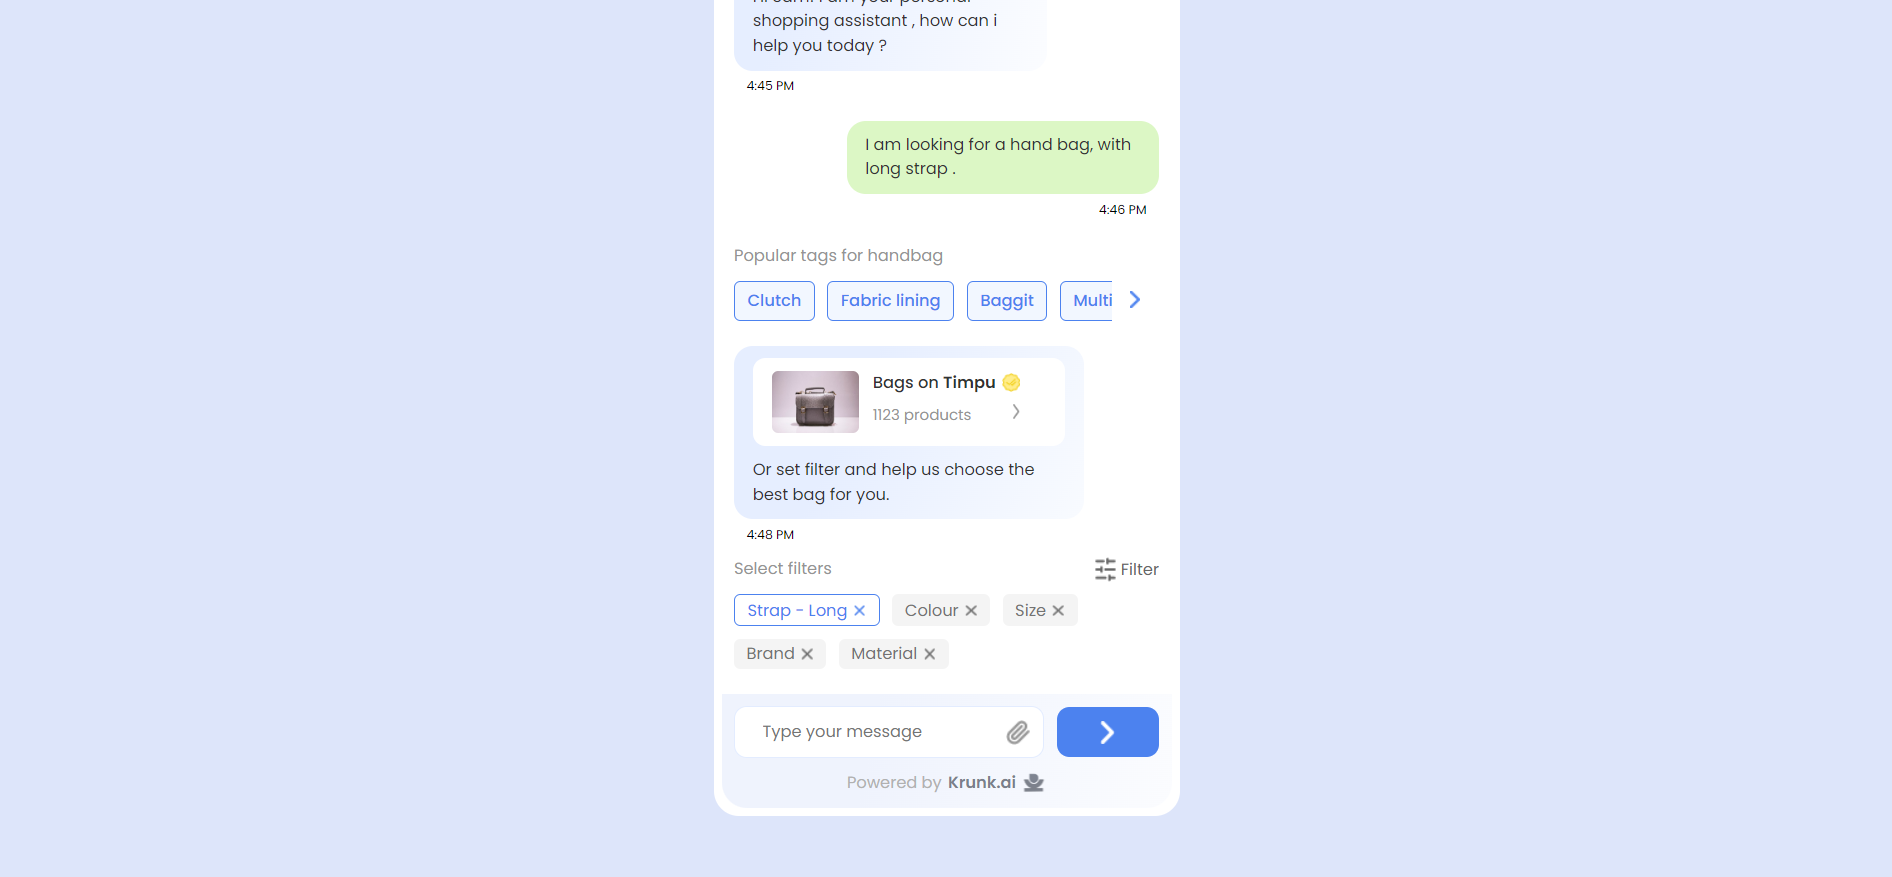 shopping assistant , how can i
help you today ?
4:45 PM
I am looking for a hand bag, with
long strap .
4:46 PM
Popular tags for handbag
Clutch Fabric lining Baggit Multi
Bags on Timpu
1123 products
Or set filter and help us choose the
best bag for you.
4:48 PM
Select filters Filter
Strap - Long Colour Size
Brand Material
Type your message
Powered by Krunk.ai